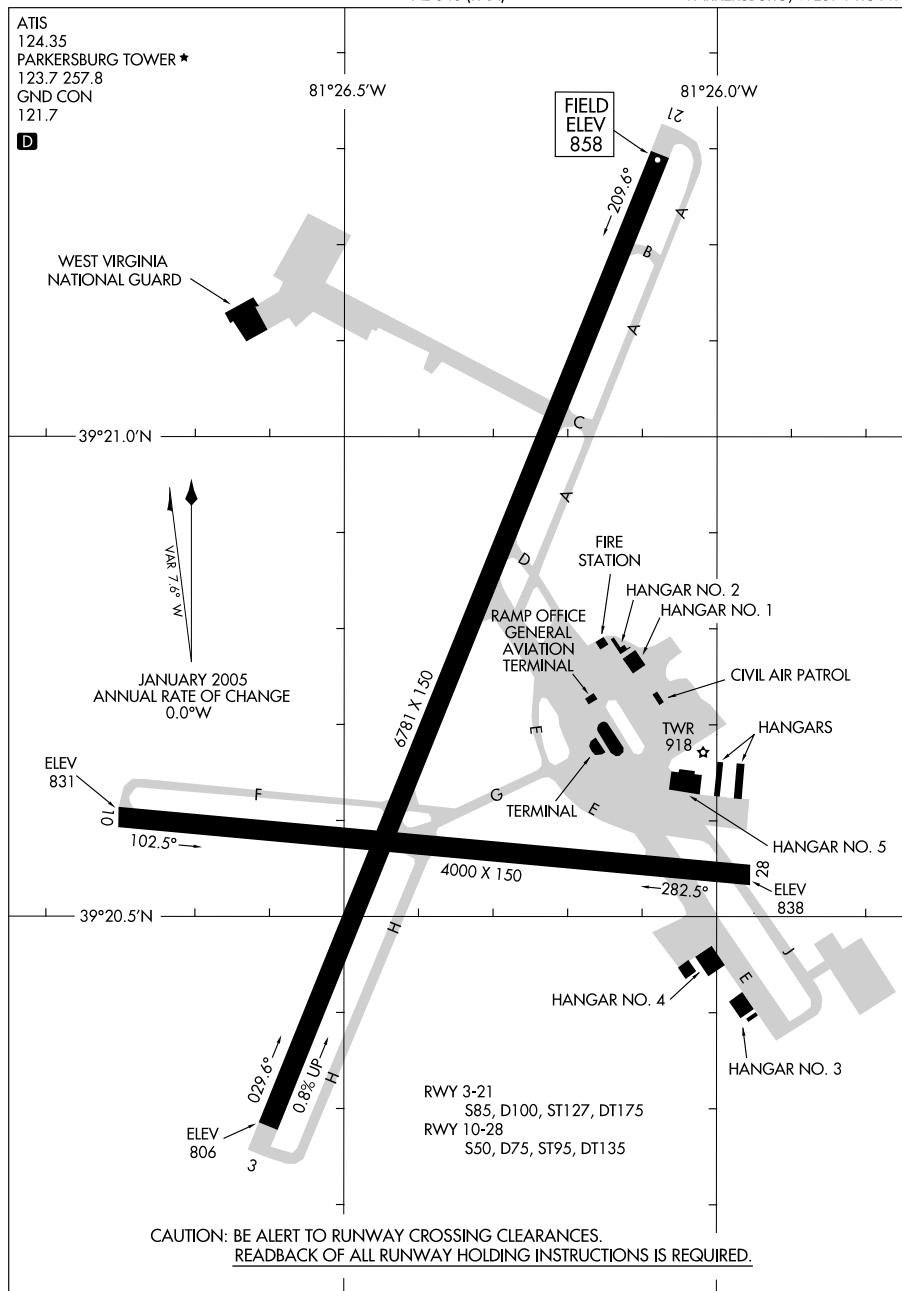 ATIS
124.35
PARKERSBURG TOWER ★
123.7 257.8
GND CON
121.7
D
81°26.5'W
81°26.0'W
FIELD
ELEV
858
21
209.6°
A
B
WEST VIRGINIA
NATIONAL GUARD
A
C
39°21.0'N
A
VAR 7.6° W
JANUARY 2005
ANNUAL RATE OF CHANGE
0.0°W
D
FIRE
STATION
HANGAR NO. 2
HANGAR NO. 1
RAMP OFFICE
GENERAL
AVIATION
TERMINAL
CIVIL AIR PATROL
6781 X 150
E
TWR
918
HANGARS
ELEV
831
F
G
TERMINAL
E
10
102.5°
HANGAR NO. 5
4000 X 150
28
282.5°
ELEV
838
39°20.5'N
H
J
E
HANGAR NO. 4
HANGAR NO. 3
029.6°
0.8% UP
H
RWY 3-21
S85, D100, ST127, DT175
RWY 10-28
S50, D75, ST95, DT135
ELEV
806
3
CAUTION: BE ALERT TO RUNWAY CROSSING CLEARANCES.
READBACK OF ALL RUNWAY HOLDING INSTRUCTIONS IS REQUIRED.